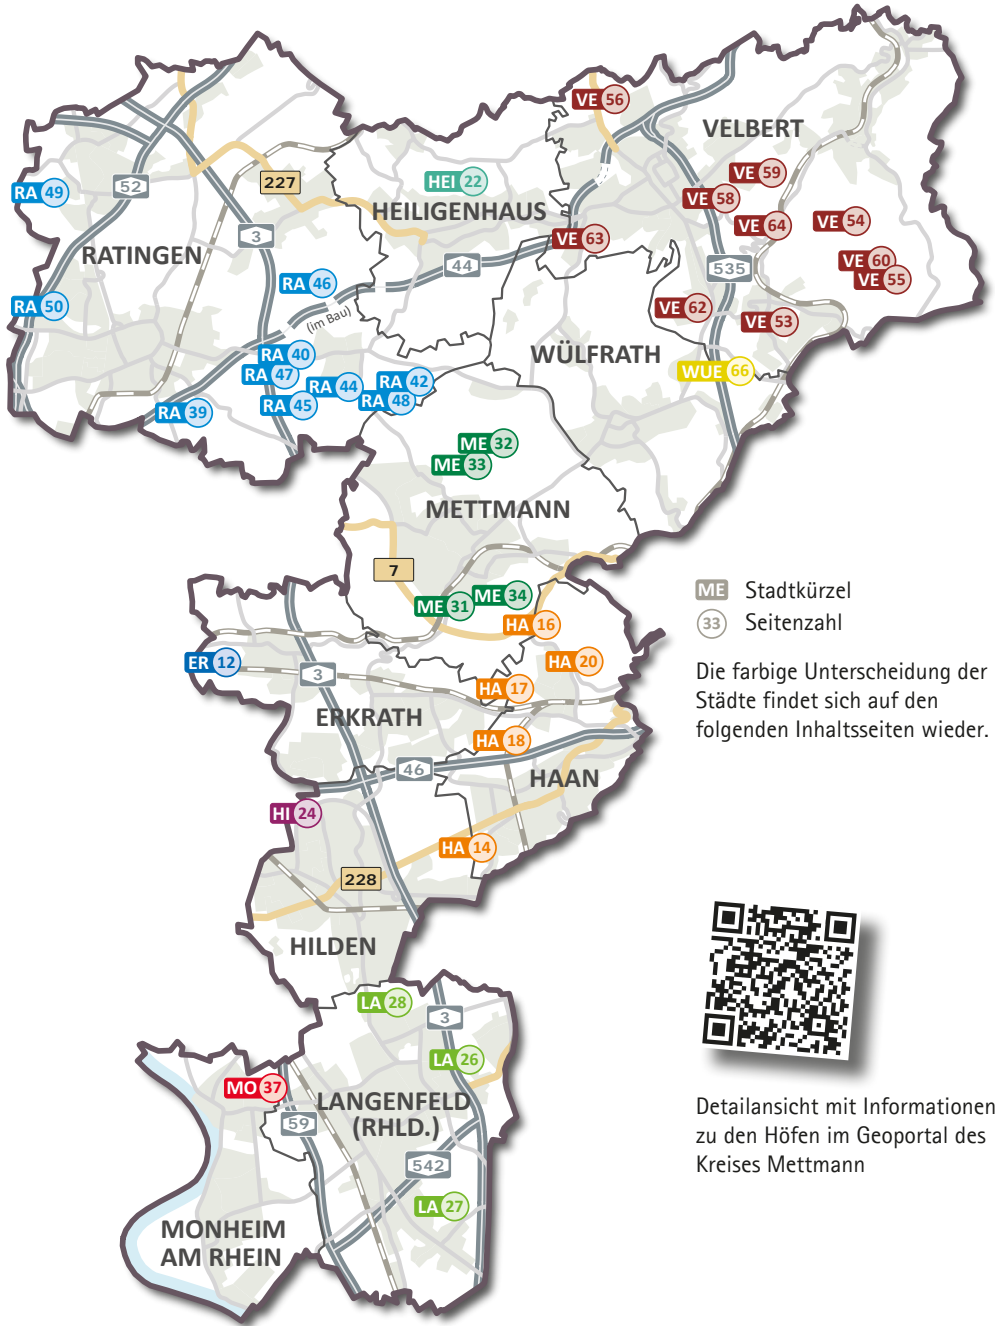 VE 56
VELBERT
VE 59
HEI 22
RA 49
52
227
VE 58
HEILIGENHAUS
VE 64
VE 54
3
VE 63
RATINGEN
44
535
VE 60
VE 55
RA 46
RA 50
(im Bau)
VE 62
VE 53
RA 40
WÜLFRATH
RA 47
WUE 66
RA 44
RA 42
RA 48
RA 45
RA 39
ME 32
ME 33
METTMANN
7
ME 34
ME 31
HA 16
ME Stadtkürzel
33 Seitenzahl
ER 12
HA 20
3
HA 17
Die farbige Unterscheidung der
Städte findet sich auf den
folgenden Inhaltsseiten wieder.
ERKRATH
HA 18
46
HAAN
HI 24
HA 14
228
HILDEN
LA 28
3
LA 26
MO 37
LANGENFELD
(RHLD.)
59
Detailansicht mit Informationen
zu den Höfen im Geoportal des
Kreises Mettmann
542
LA 27
MONHEIM
AM RHEIN